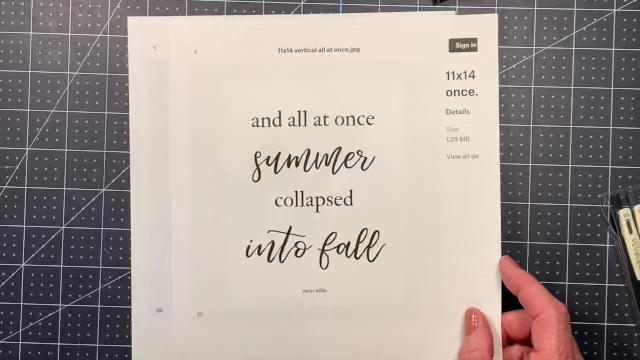 11x14 vertical all at once.jpg
Sign in
and all at once
summer
collapsed
into fall
oscar wilde
11x14
once.
Details
Size
1.29 MB
View all de